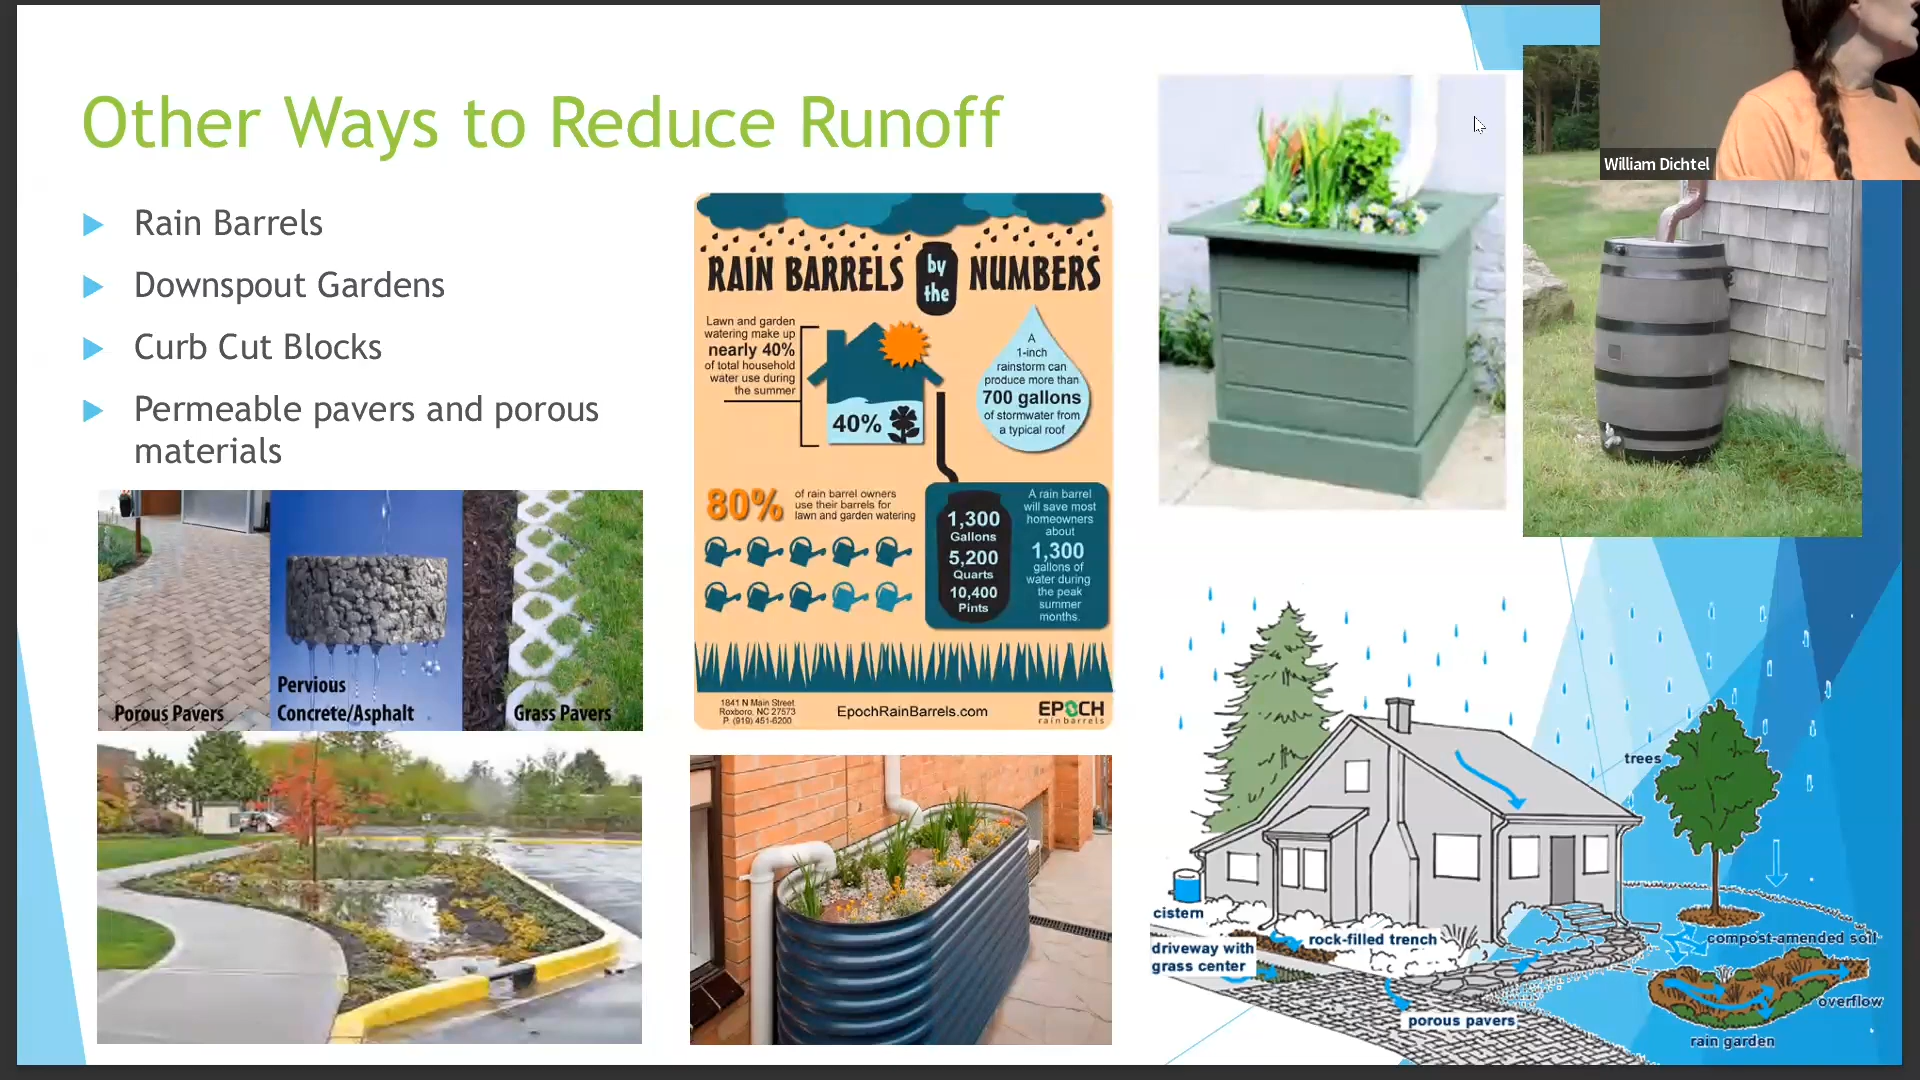 Other Ways to Reduce Runoff
William Dichtel
Rain Barrels
Downspout Gardens
Curb Cut Blocks
Permeable pavers and porous
materials
Porous Pavers
Pervious
Concrete/Asphalt
Grass Pavers
RAIN BARRELS by the NUMBERS
Lawn and garden
watering make up
nearly 40%
of total household
water use during
the summer
40%
A
1-inch
rainstorm can
produce more than
700 gallons
of stormwater from
a typical roof
80%
of rain barrel owners
use their barrels for
lawn and garden watering
1,300
Gallons
5,200
Quarts
10,400
Pints
A rain barrel
will save most
homeowners
about
1,300
gallons of
water during
the peak
summer
months.
1841 N Main Street
Roxboro, NC 27573
P: (919) 451-6200
EpochRainBarrels.com
EPOCH
rain barrels
trees
cistern
driveway with
grass center
rock-filled trench
compost-amended soil
porous pavers
overflow
rain garden